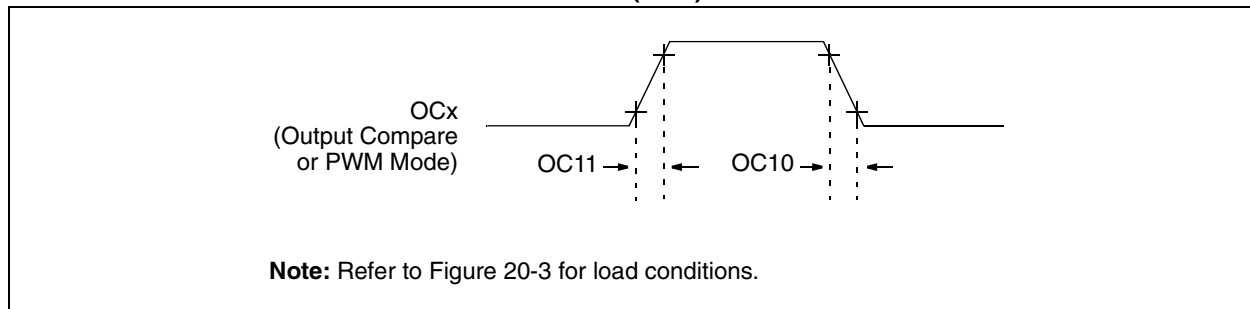 OCx
(Output Compare
or PWM Mode)
OC11
OC10
Note: Refer to Figure 20-3 for load conditions.